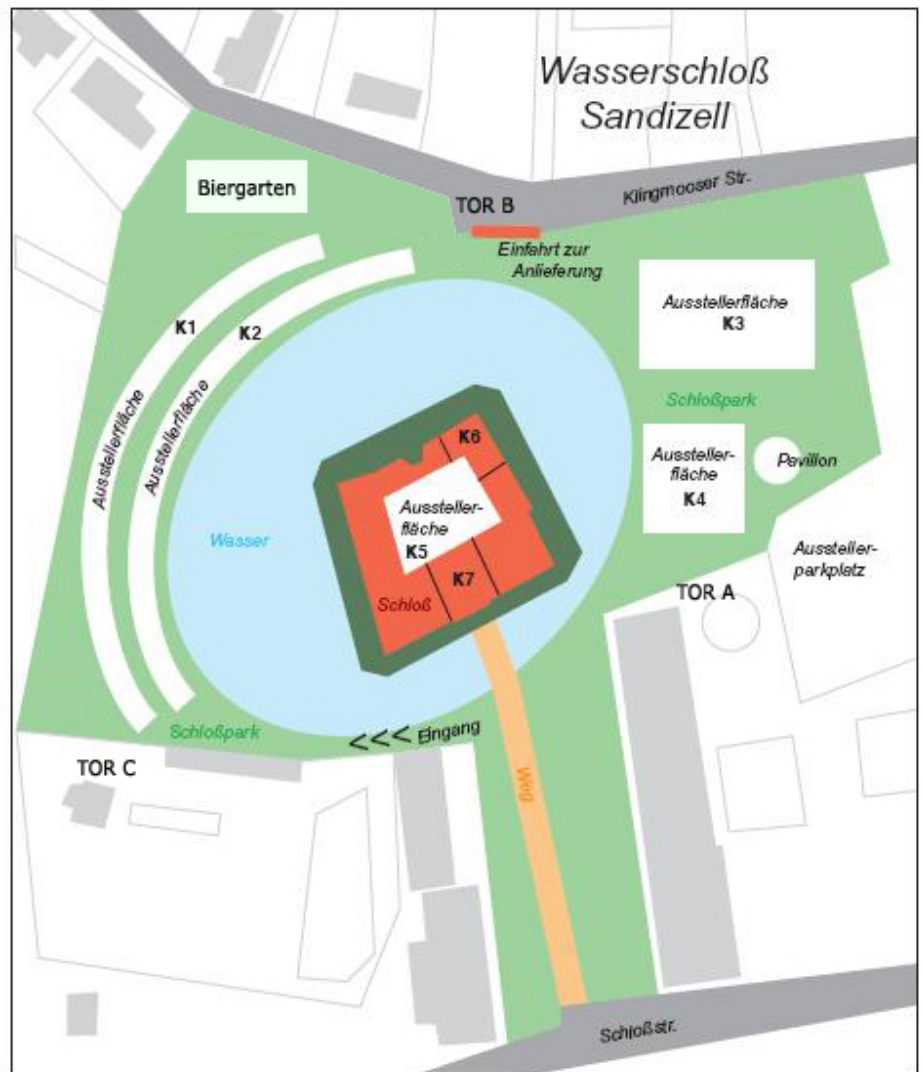 Wasserschloß
Sandizell
Biergarten
TOR B
Klingmooser Str.
Einfahrt zur
Anlieferung
K1
K2
Ausstellerfläche
Ausstellerfläche
Ausstellerfläche
K3
Schloßpark
K6
Aussteller-
fläche
K4
Pavillon
Aussteller-
fläche
K5
Wasser
K7
Schloß
Aussteller-
parkplatz
TOR A
Schloßpark
<<< Eingang
TOR C
Weg
Schloßstr.